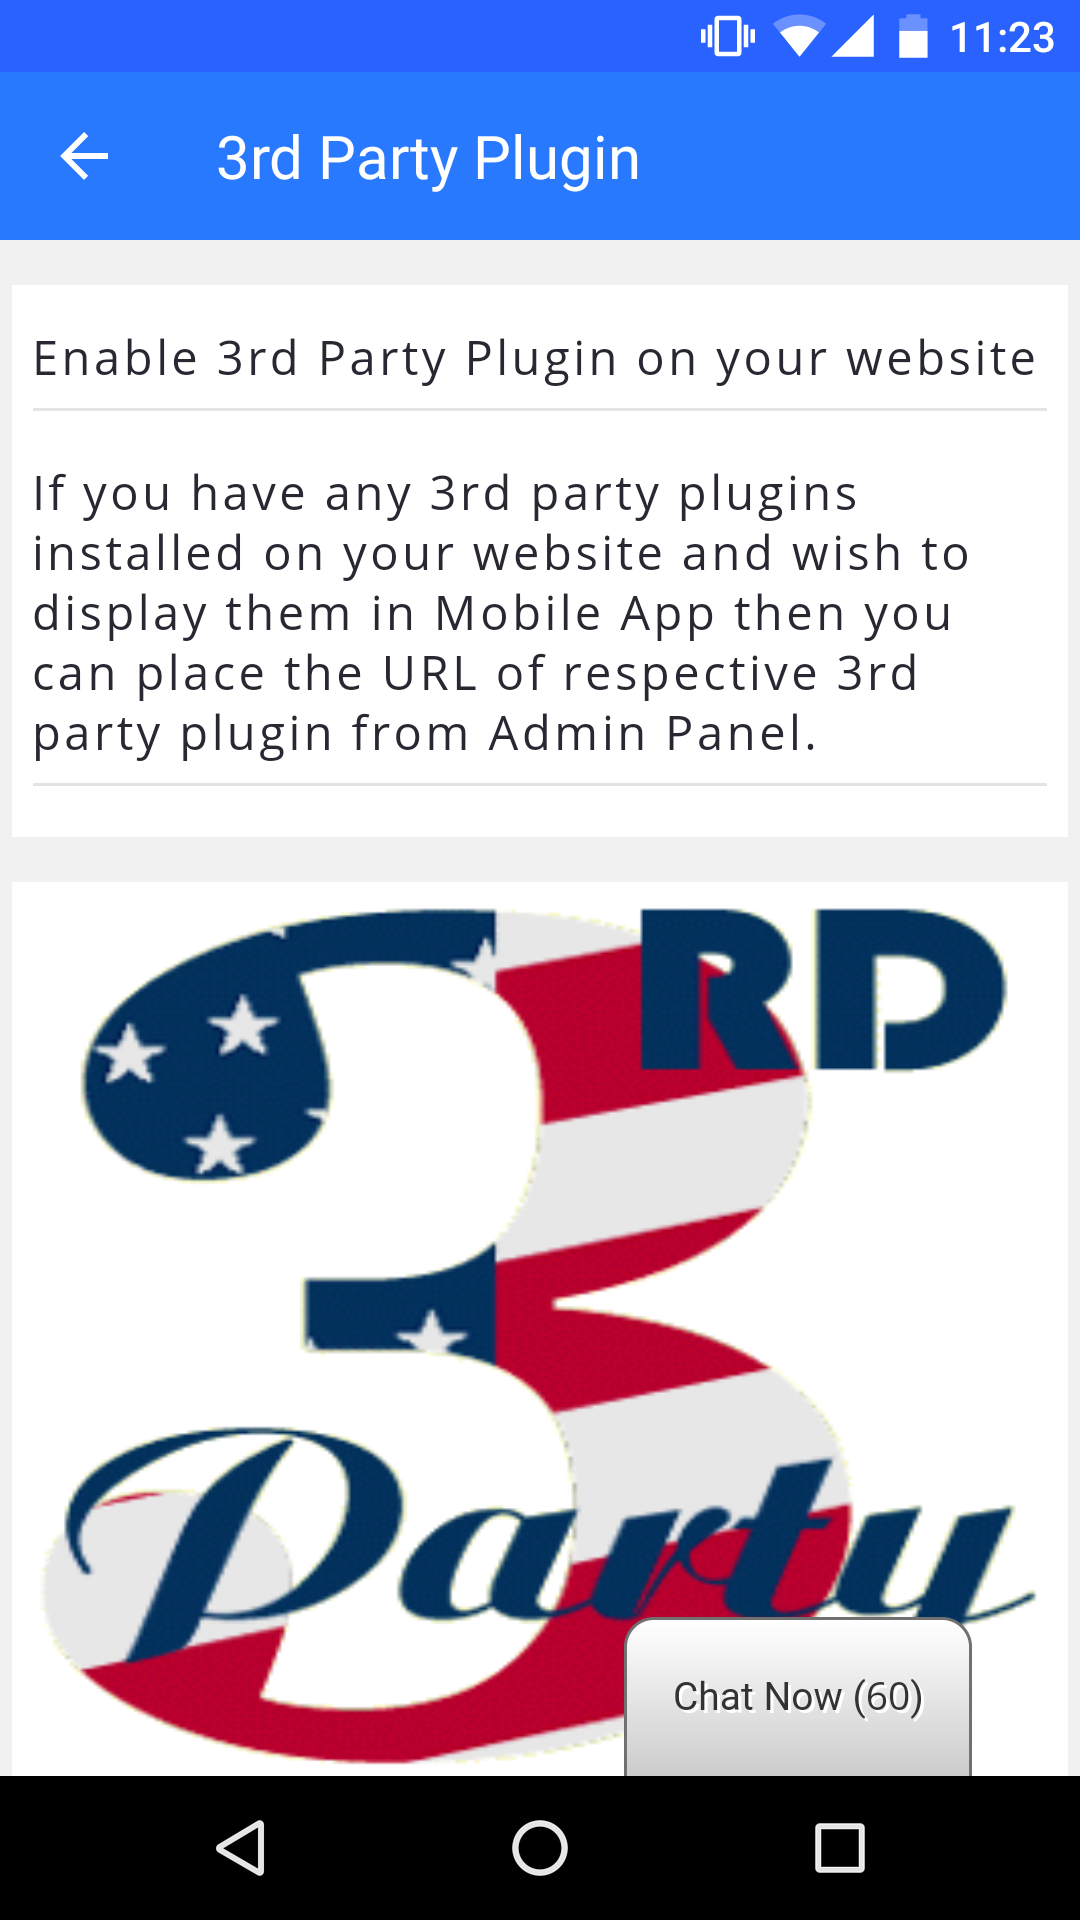 11:23
3rd Party Plugin
Enable 3rd Party Plugin on your website
If you have any 3rd party plugins
installed on your website and wish to
display them in Mobile App then you
can place the URL of respective 3rd
party plugin from Admin Panel.
3RD
Party
Chat Now (60)